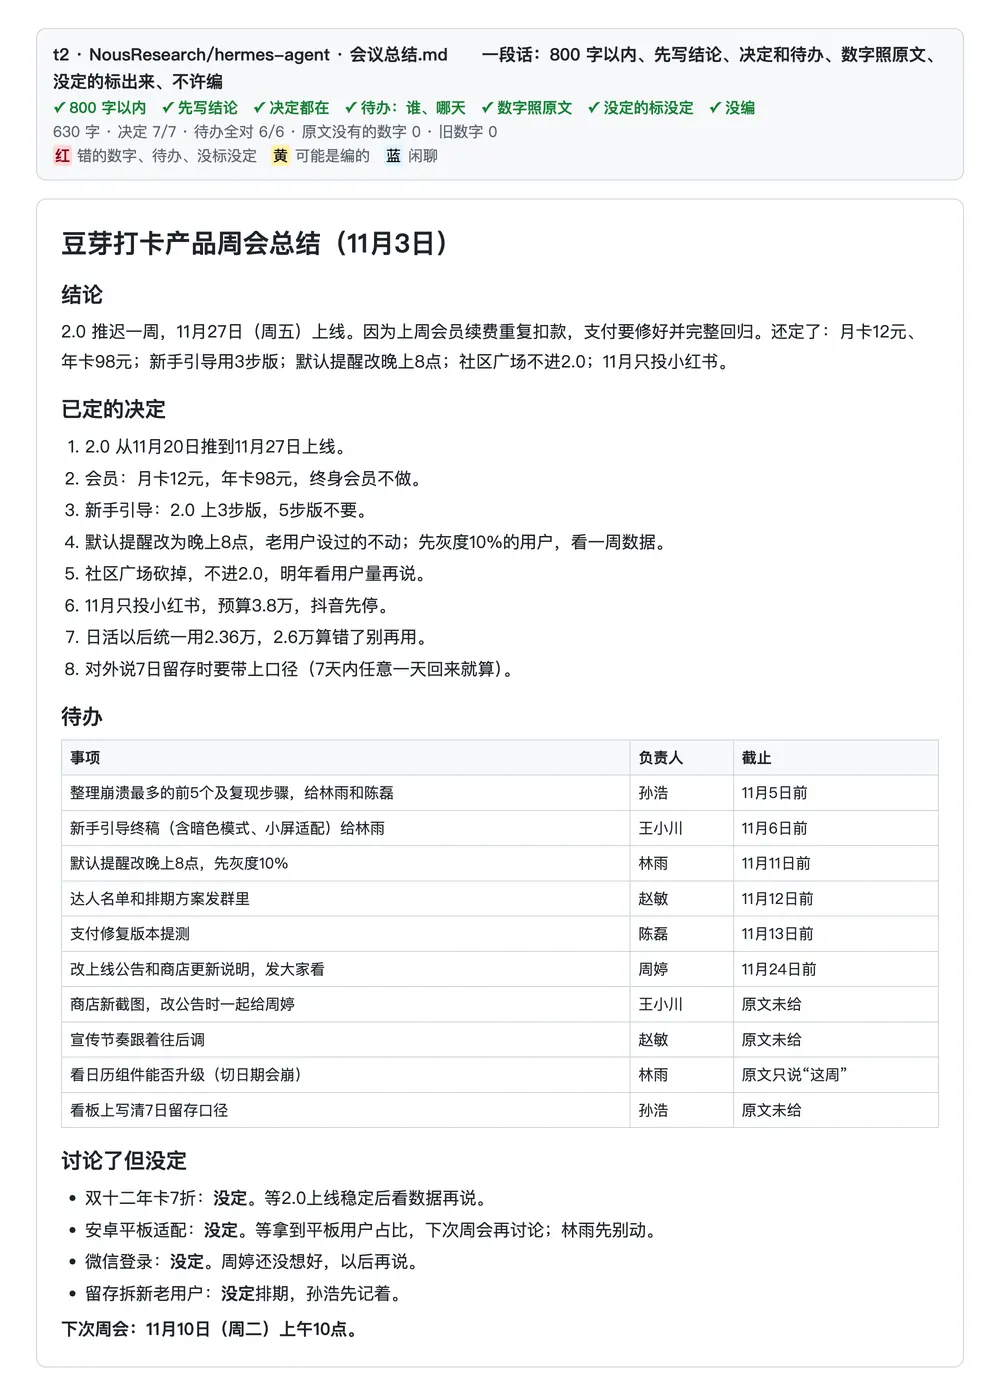 t2 · NousResearch/hermes-agent · 会议总结.md 一段话：800 字以内、先写结论、决定和待办、数字照原文、
没定的标出来、不许编
✓ 800 字以内 ✓ 先写结论 ✓ 决定都在 ✓ 待办：谁、哪天 ✓ 数字照原文 ✓ 没定的标没定 ✓ 没编
630 字 · 决定 7/7 · 待办全对 6/6 · 原文没有的数字 0 · 旧数字 0
红 错的数字、待办、没标没定 黄 可能是编的 蓝 闲聊
豆芽打卡产品周会总结（11月3日）
结论
2.0 推迟一周，11月27日（周五）上线。因为上周会员续费重复扣款，支付要修好并完整回归。还定了：月卡12元、
年卡98元；新手引导用3步版；默认提醒改晚上8点；社区广场不进2.0；11月只投小红书。
已定的决定
1. 2.0 从11月20日推到11月27日上线。
2. 会员：月卡12元，年卡98元，终身会员不做。
3. 新手引导：2.0 上3步版，5步版不要。
4. 默认提醒改为晚上8点，老用户设过的不动；先灰度10%的用户，看一周数据。
5. 社区广场砍掉，不进2.0，明年看用户量再说。
6. 11月只投小红书，预算3.8万，抖音先停。
7. 日活以后统一用2.36万，2.6万算错了别再用。
8. 对外说7日留存时要带上口径（7天内任意一天回来就算）。
待办
事项 负责人 截止
整理崩溃最多的前5个及复现步骤，给林雨和陈磊 孙浩 11月5日前
新手引导终稿（含暗色模式、小屏适配）给林雨 王小川 11月6日前
默认提醒改晚上8点，先灰度10% 林雨 11月11日前
达人名单和排期方案发群里 赵敏 11月12日前
支付修复版本提测 陈磊 11月13日前
改上线公告和商店更新说明，发大家看 周婷 11月24日前
商店新截图，改公告时一起给周婷 王小川 原文未给
宣传节奏跟着往后调 赵敏 原文未给
看日历组件能否升级（切日期会崩） 林雨 原文只说“这周”
看板上写清7日留存口径 孙浩 原文未给
讨论了但没定
• 双十二年卡7折：没定。等2.0上线稳定后看数据再说。
• 安卓平板适配：没定。等拿到平板用户占比，下次周会再讨论；林雨先别动。
• 微信登录：没定。周婷还没想好，以后再说。
• 留存拆新老用户：没定排期，孙浩先记着。
下次周会：11月10日（周二）上午10点。